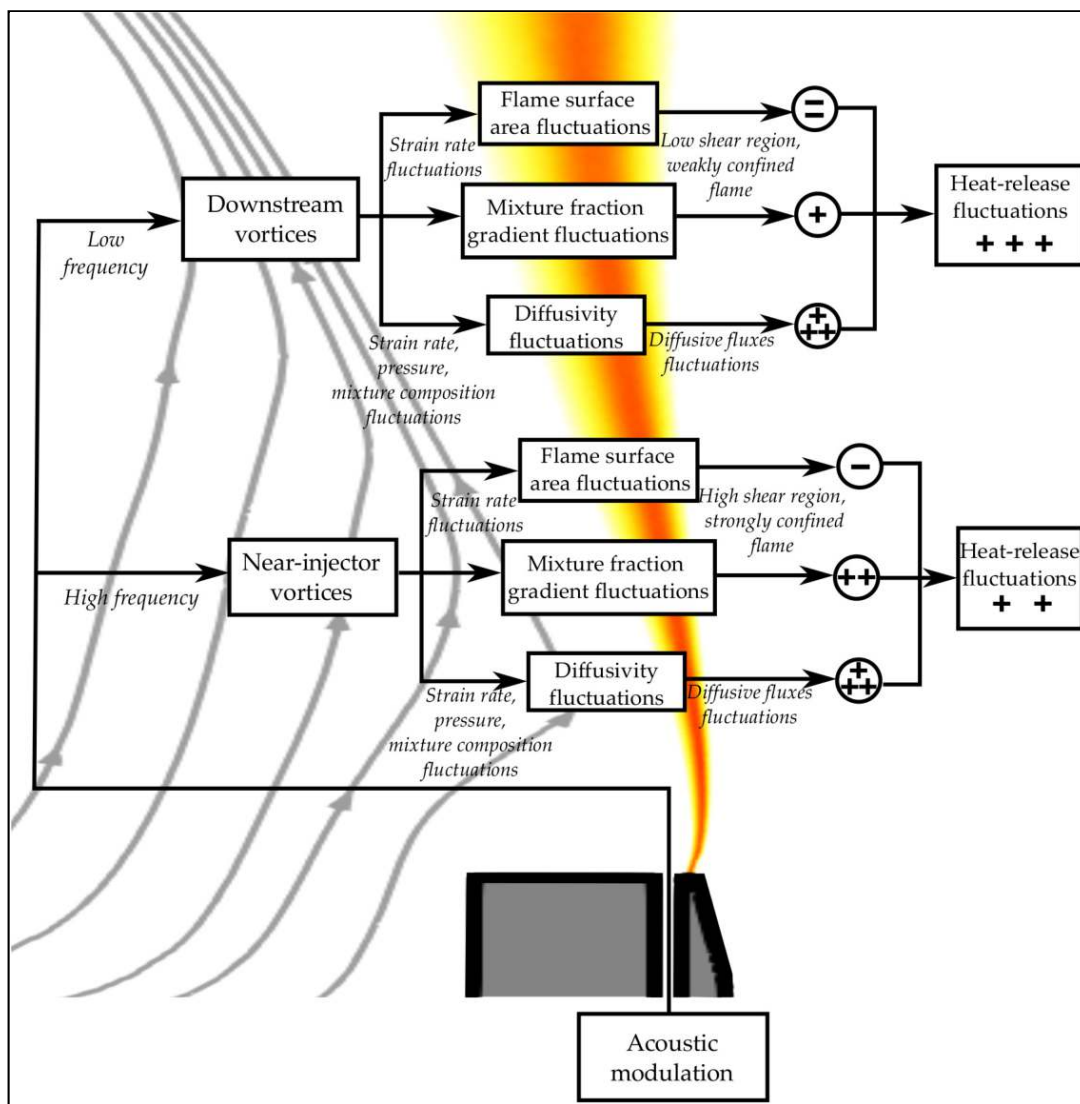 Flame surface
area fluctuations
=
Strain rate
fluctuations
Low shear region,
weakly confined
flame
Downstream
vortices
Low
frequency
Mixture fraction
gradient fluctuations
+
Heat-release
fluctuations
+ + +
Diffusivity
fluctuations
+
++
Strain rate,
pressure,
mixture composition
fluctuations
Diffusive fluxes
fluctuations
Flame surface
area fluctuations
-
Strain rate
fluctuations
High shear region,
strongly confined
flame
Near-injector
vortices
High frequency
Mixture fraction
gradient fluctuations
++
Heat-release
fluctuations
+ +
Diffusivity
fluctuations
+
++
Strain rate,
pressure,
mixture composition
fluctuations
Diffusive fluxes
fluctuations
Acoustic
modulation